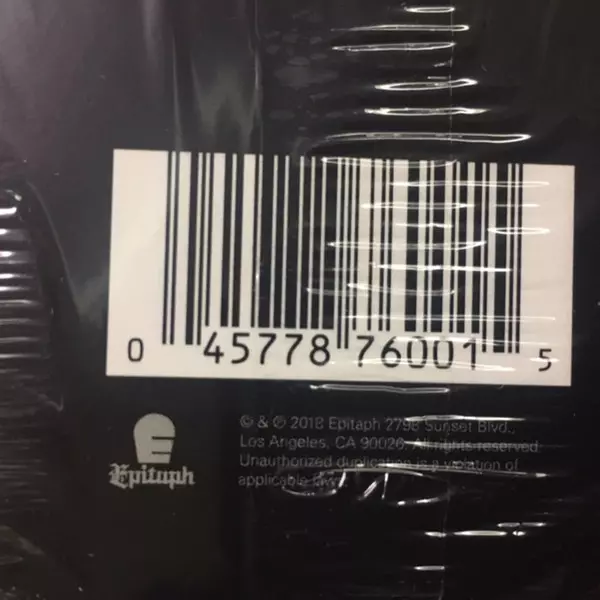 0 45778 76001 5
© & ℗ 2018 Epitaph 2798 Sunset Blvd.,
Los Angeles, CA 90026. All rights reserved.
Unauthorized duplication is a violation of
applicable laws.
Epitaph